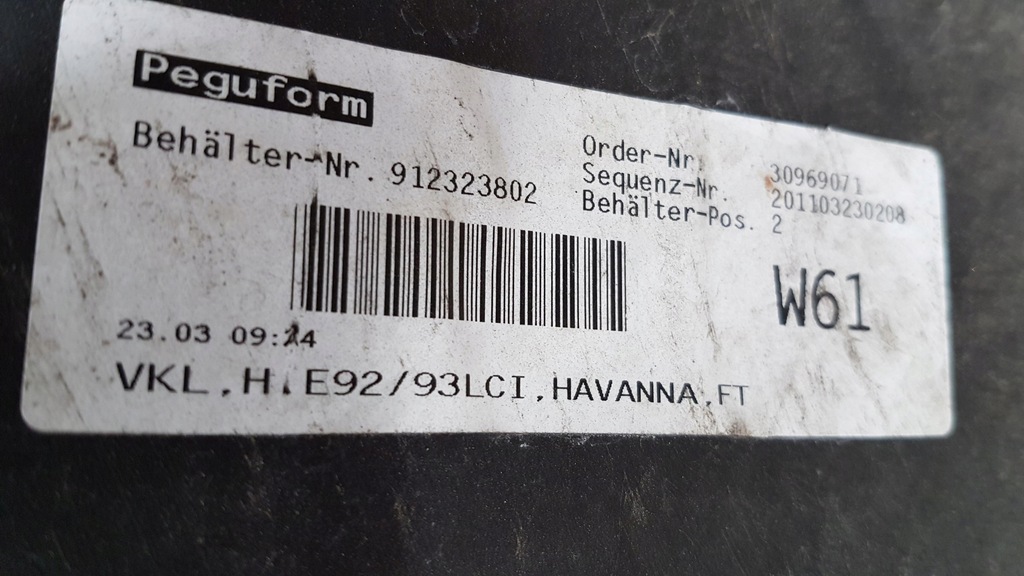 Peguform
Behälter-Nr. 912323802
Order-Nr. 30969071
Sequenz-Nr. 201103230208
Behälter-Pos. 2
W61
23.03 09:24
VKL,H.E92/93LCI,HAVANNA,FT